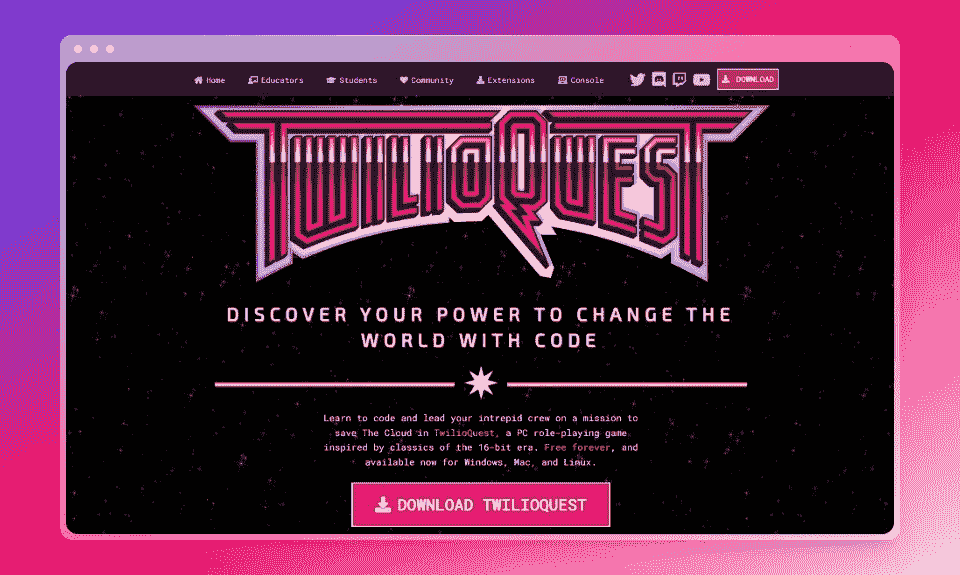 Home Educators Students Community Extensions Console DOWNLOAD
TWILIOQUEST
DISCOVER YOUR POWER TO CHANGE THE
WORLD WITH CODE
Learn to code and lead your intrepid crew on a mission to
save The Cloud in TwilioQuest, a PC role-playing game
inspired by classics of the 16-bit era. Free forever, and
available now for Windows, Mac, and Linux.
DOWNLOAD TWILIOQUEST